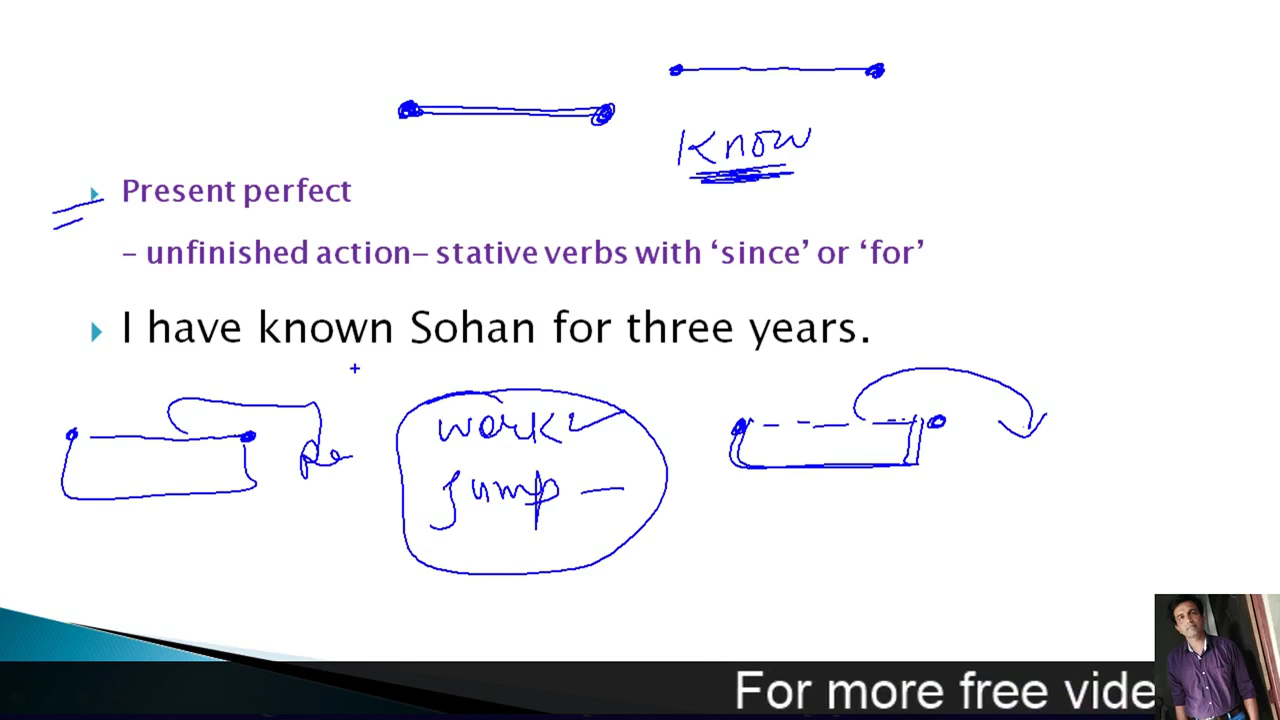 Know
Present perfect
– unfinished action– stative verbs with ‘since’ or ‘for’
I have known Sohan for three years.
work
Jump –
For more free vide